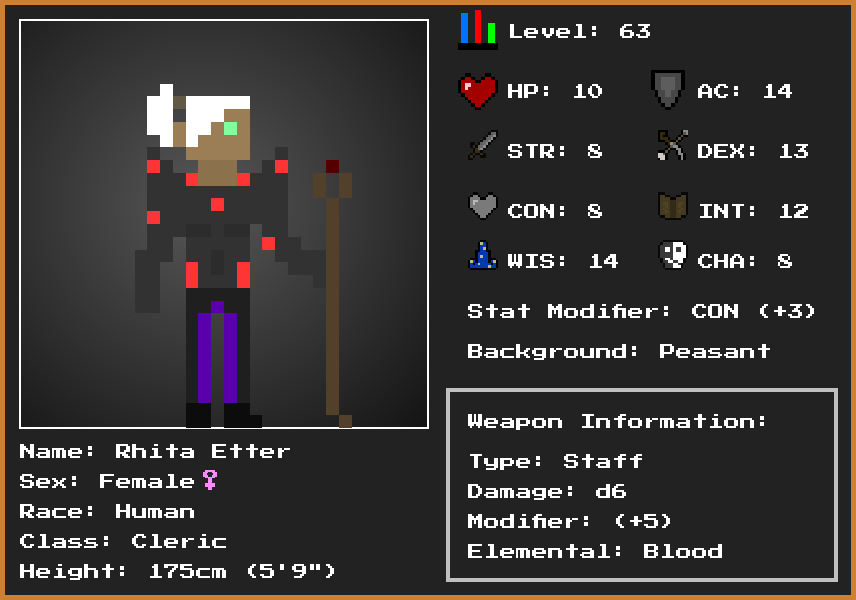 Level: 63
HP: 10 AC: 14
STR: 8 DEX: 13
CON: 8 INT: 12
WIS: 14 CHA: 8
Stat Modifier: CON (+3)
Background: Peasant
Weapon Information:
Type: Staff
Damage: d6
Modifier: (+5)
Elemental: Blood
Name: Rhita Etter
Sex: Female♀
Race: Human
Class: Cleric
Height: 175cm (5'9")